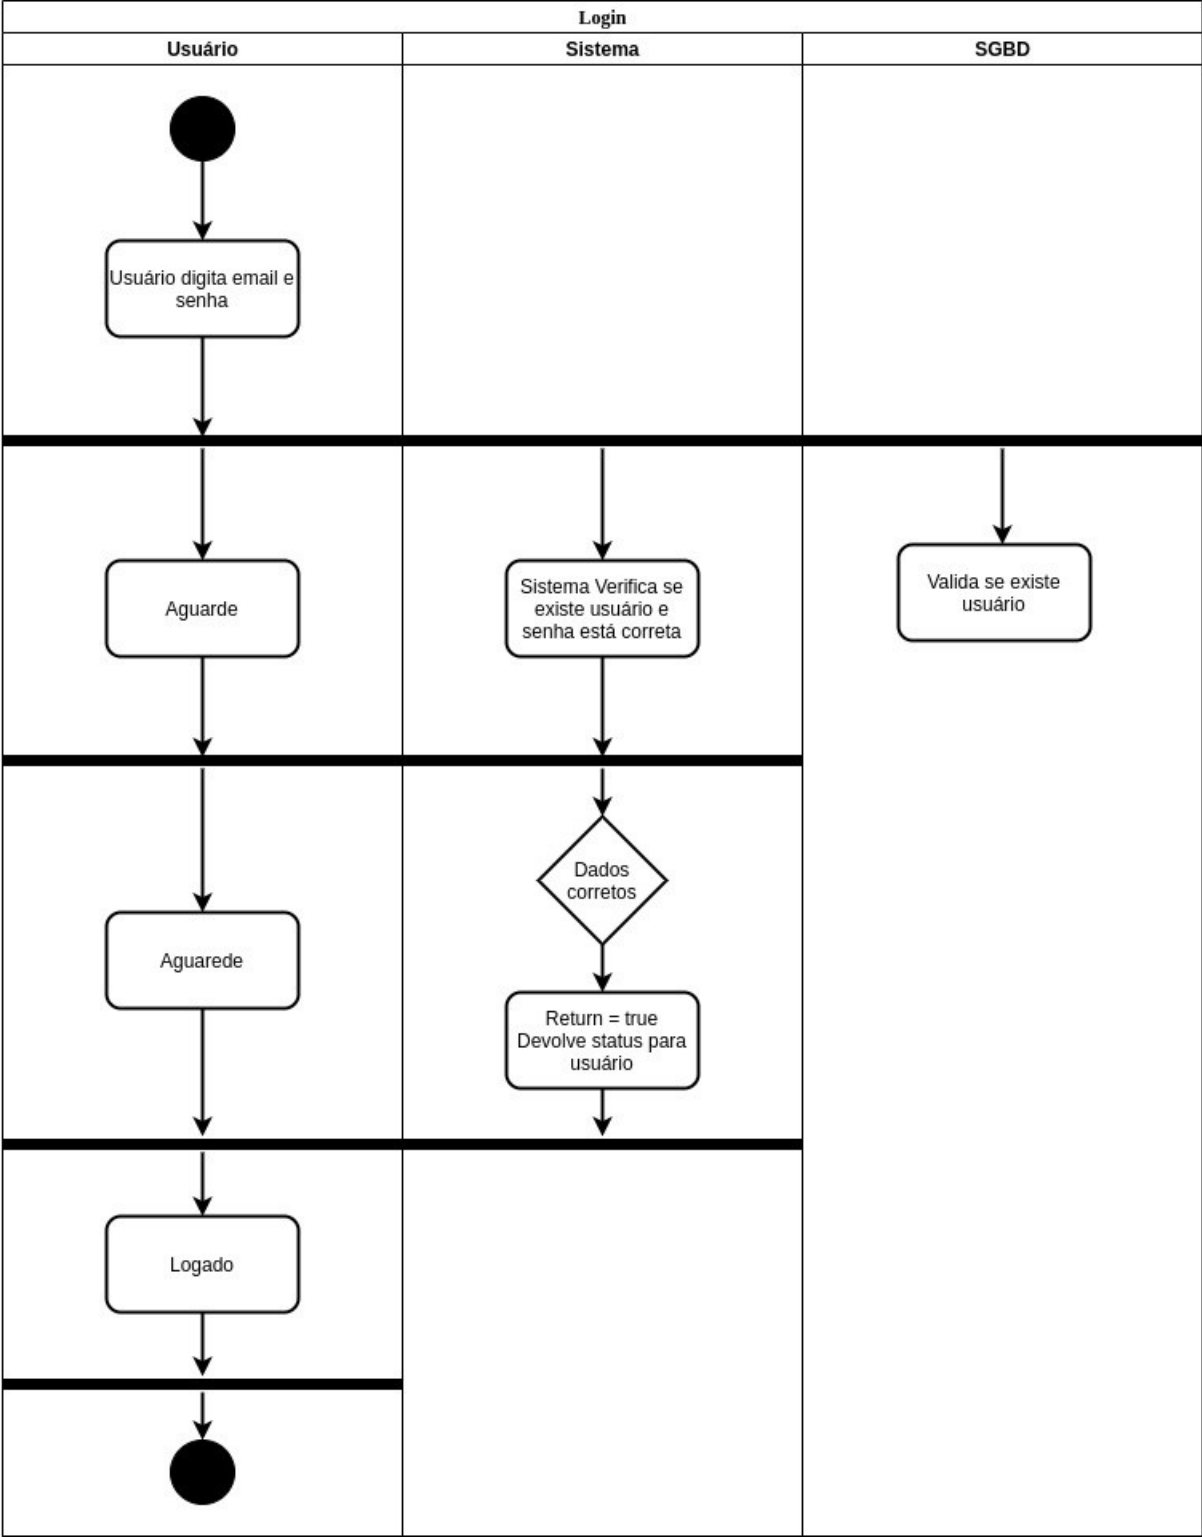 Login
Usuário
Sistema
SGBD
Usuário digita email e
senha
Aguarde
Sistema Verifica se
existe usuário e
senha está correta
Valida se existe
usuário
Dados
corretos
Aguarede
Return = true
Devolve status para
usuário
Logado